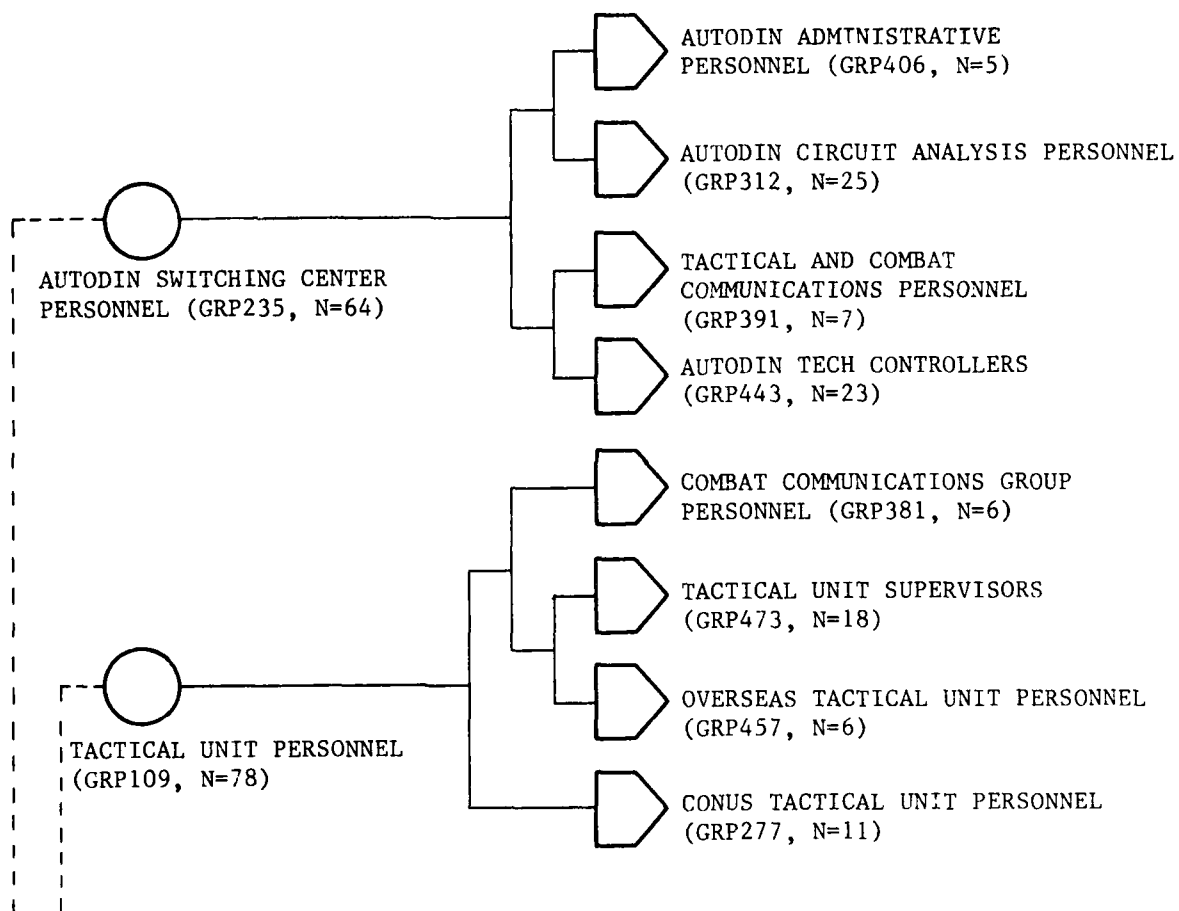 AUTODIN ADMINISTRATIVE
PERSONNEL (GRP406, N=5)
AUTODIN CIRCUIT ANALYSIS PERSONNEL
(GRP312, N=25)
AUTODIN SWITCHING CENTER
PERSONNEL (GRP235, N=64)
TACTICAL AND COMBAT
COMMUNICATIONS PERSONNEL
(GRP391, N=7)
AUTODIN TECH CONTROLLERS
(GRP443, N=23)
COMBAT COMMUNICATIONS GROUP
PERSONNEL (GRP381, N=6)
TACTICAL UNIT SUPERVISORS
(GRP473, N=18)
TACTICAL UNIT PERSONNEL
(GRP109, N=78)
OVERSEAS TACTICAL UNIT PERSONNEL
(GRP457, N=6)
CONUS TACTICAL UNIT PERSONNEL
(GRP277, N=11)